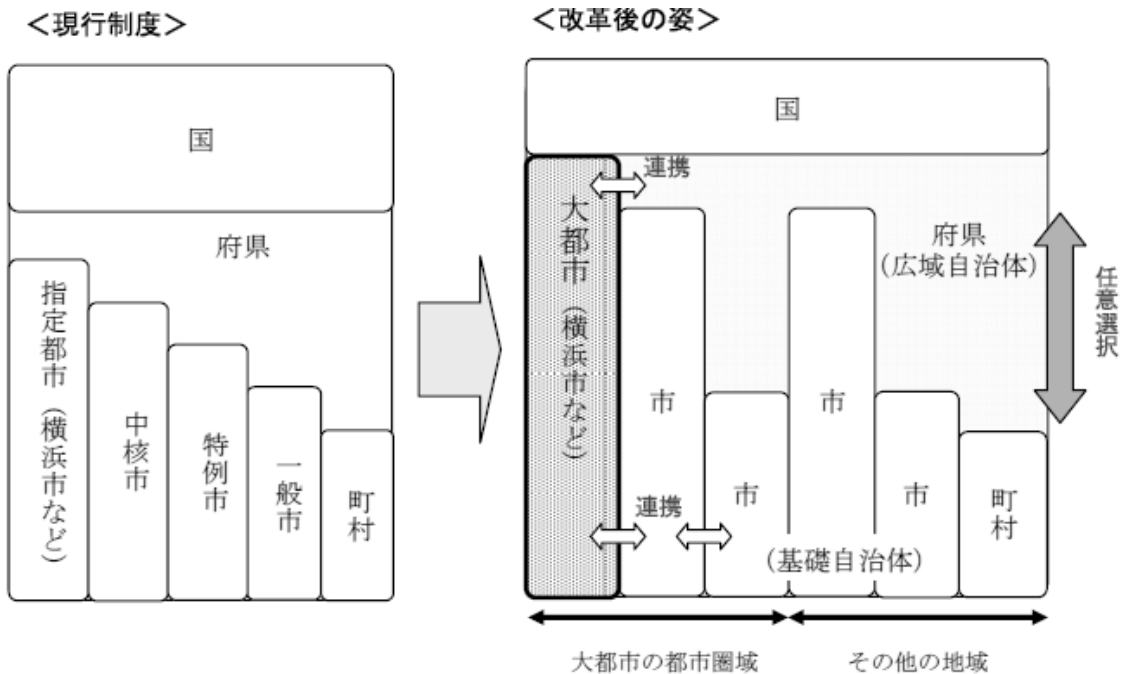 ＜現行制度＞
国
府県
指定都市（横浜市など）
中核市
特例市
一般市
町村
＜改革後の姿＞
国
連携
大都市（横浜市など）
府県
（広域自治体）
任意選択
市
市
市
市
町村
連携
（基礎自治体）
大都市の都市圏域
その他の地域